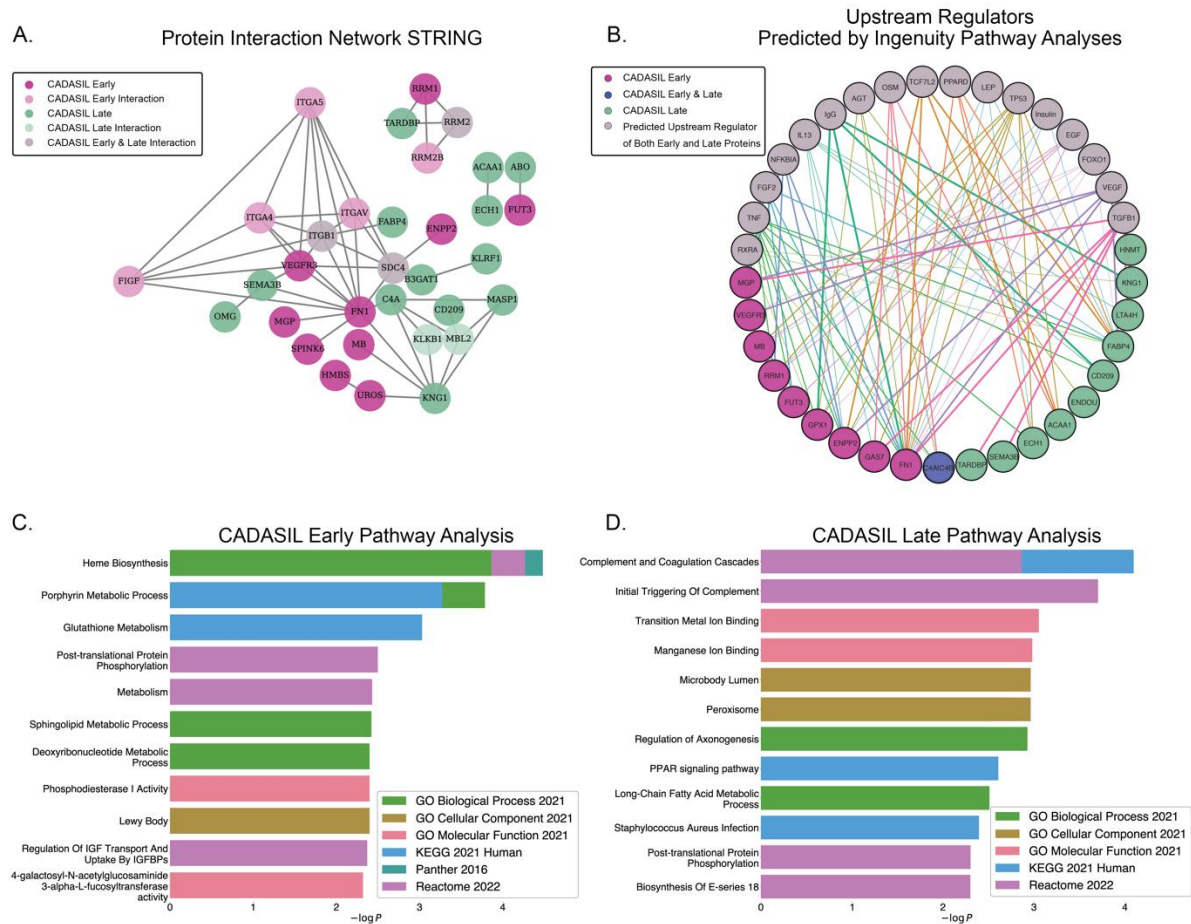 A.
Protein Interaction Network STRING
CADASIL Early
CADASIL Early Interaction
CADASIL Late
CADASIL Late Interaction
CADASIL Early & Late Interaction
ITGA5
RRM1
TARDBP
RRM2
RRM2B
ACAA1
ABO
ECH1
FUT3
ITGA4
ITGAV
FABP4
ITGB1
ENPP2
VEGFR3
SDC4
KLRF1
FIGF
SEMA3B
B3GAT1
C4A
MASP1
OMG
MGP
FN1
CD209
SPINK6
MB
KLKB1
MBL2
HMBS
UROS
KNG1
B.
Upstream Regulators
Predicted by Ingenuity Pathway Analyses
CADASIL Early
CADASIL Early & Late
CADASIL Late
Predicted Upstream Regulator
of Both Early and Late Proteins
TCF7L2
PPARD
LEP
TP53
Insulin
EGF
FOXO1
VEGF
TGFB1
HNMT
KNG1
LTA4H
FABP4
CD209
ENDOU
ACAA1
ECH1
SEMA3B
TARDBP
C4A/C4B
FN1
GAS7
ENPP2
GPX1
FUT3
RRM1
MB
VEGFR3
MGP
RXRA
TNF
FGF2
NFKBIA
IL13
IgG
AGT
OSM
C.
CADASIL Early Pathway Analysis
Heme Biosynthesis
Porphyrin Metabolic Process
Glutathione Metabolism
Post-translational Protein
Phosphorylation
Metabolism
Sphingolipid Metabolic Process
Deoxyribonucleotide Metabolic
Process
Phosphodiesterase I Activity
Lewy Body
Regulation Of IGF Transport And
Uptake By IGFBPs
4-galactosyl-N-acetylglucosaminide
3-alpha-L-fucosyltransferase
activity
GO Biological Process 2021
GO Cellular Component 2021
GO Molecular Function 2021
KEGG 2021 Human
Panther 2016
Reactome 2022
0 1 2 3 4
−log P
D.
CADASIL Late Pathway Analysis
Complement and Coagulation Cascades
Initial Triggering Of Complement
Transition Metal Ion Binding
Manganese Ion Binding
Microbody Lumen
Peroxisome
Regulation of Axonogenesis
PPAR signaling pathway
Long-Chain Fatty Acid Metabolic
Process
Staphylococcus Aureus Infection
Post-translational Protein
Phosphorylation
Biosynthesis Of E-series 18
GO Biological Process 2021
GO Cellular Component 2021
GO Molecular Function 2021
KEGG 2021 Human
Reactome 2022
0 1 2 3 4
−log P